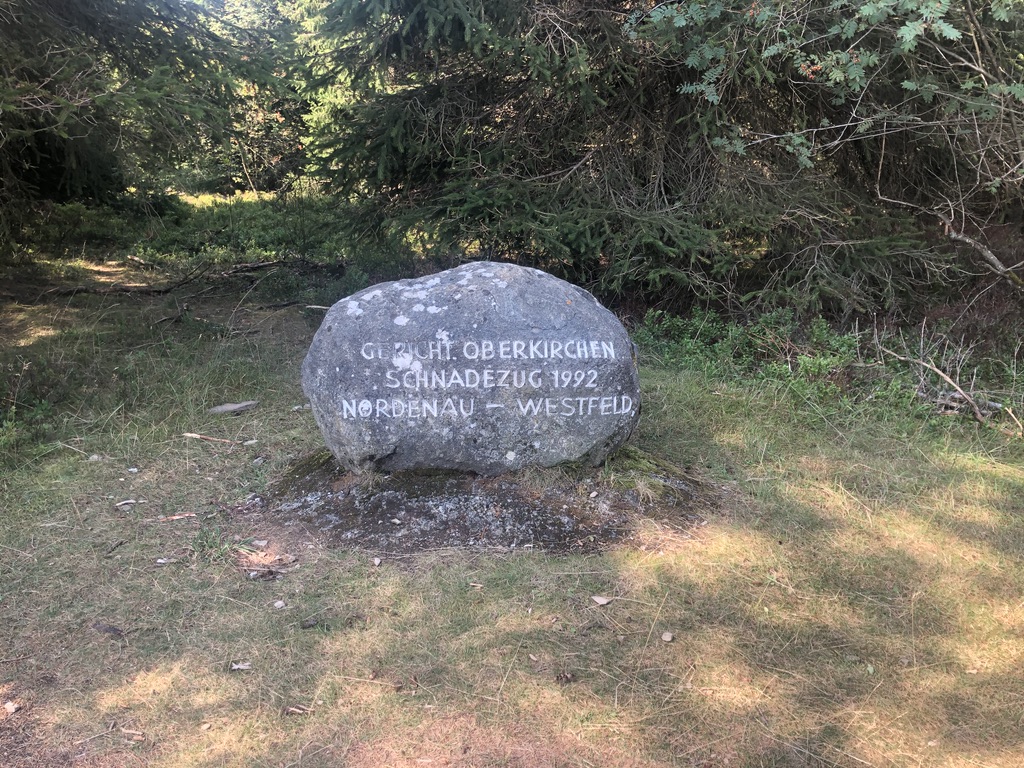 GERICHT OBERKIRCHEN
SCHNADEZUG 1992
NORDENAU – WESTFELD